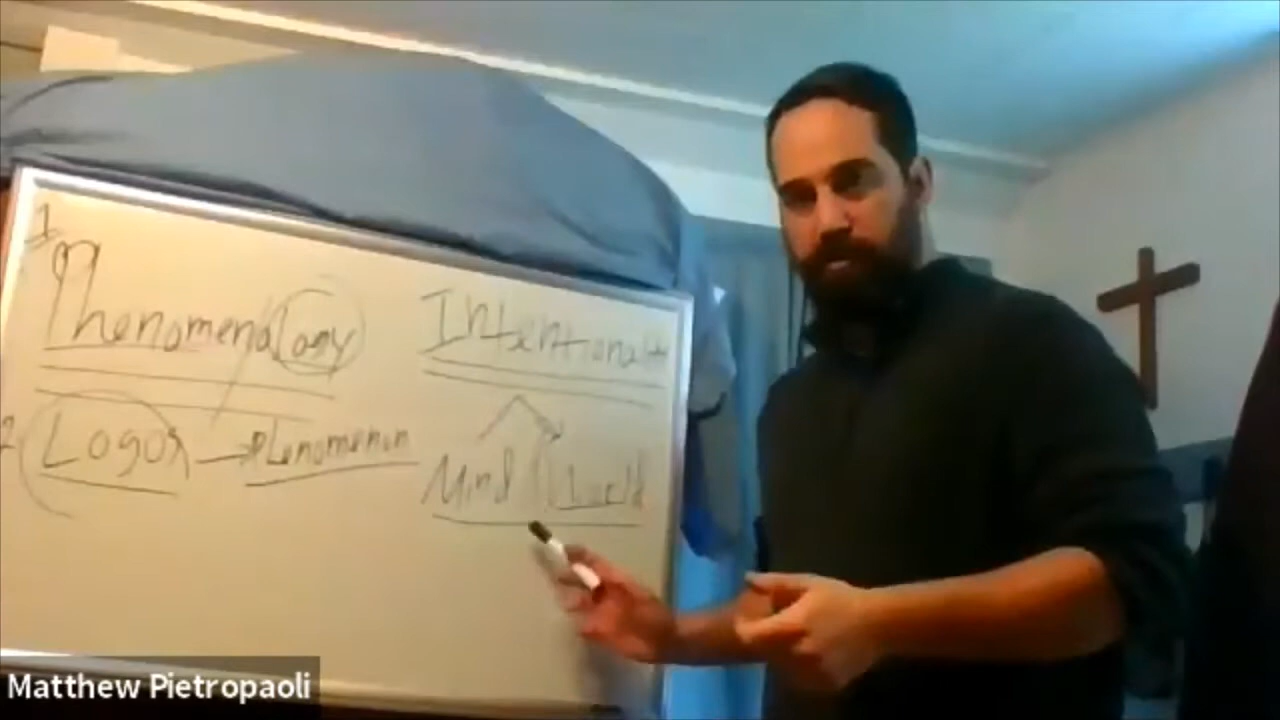 1
Phenomenology
2 Logos → Phenomenon
Intentionality
Mind World
Matthew Pietropaoli